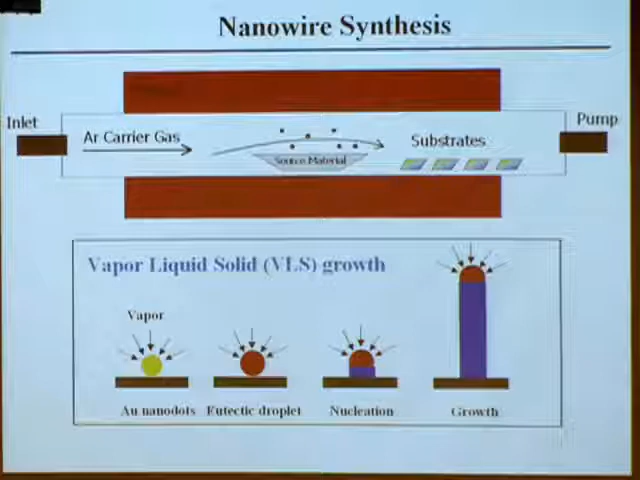 Nanowire Synthesis
Inlet
Pump
Ar Carrier Gas
Substrates
Source Material
Vapor Liquid Solid (VLS) growth
Vapor
Au nanodots
Eutectic droplet
Nucleation
Growth